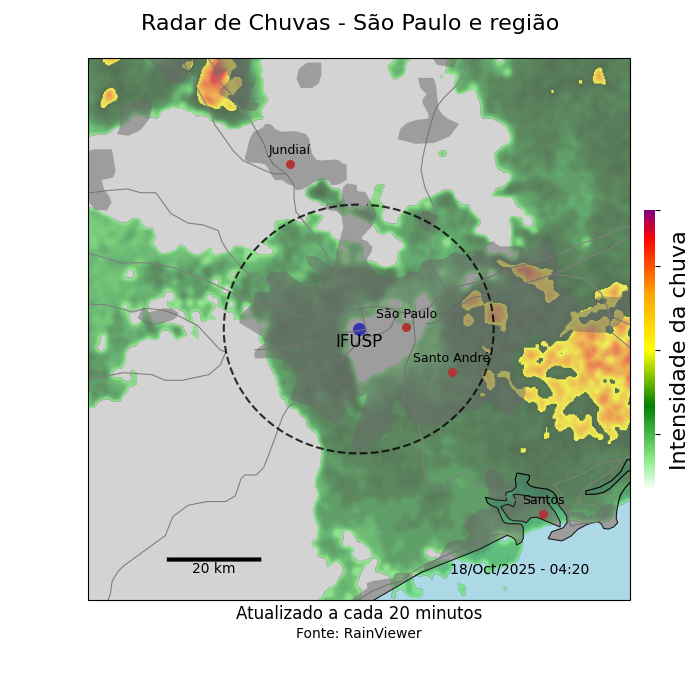 Radar de Chuvas - São Paulo e região
Jundiaí
São Paulo
IFUSP
Santo André
Santos
20 km
18/Oct/2025 - 04:20
Intensidade da chuva
Atualizado a cada 20 minutos
Fonte: RainViewer